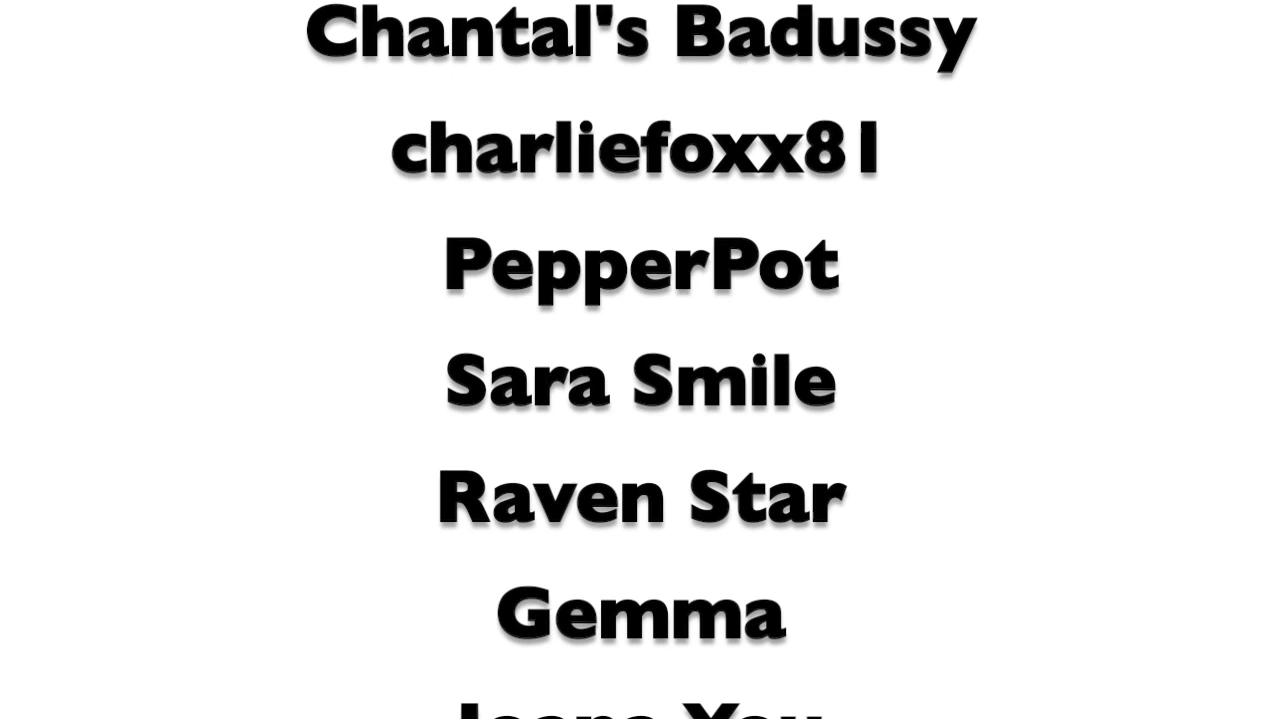 Chantal's Badussy
charliefoxx81
PepperPot
Sara Smile
Raven Star
Gemma